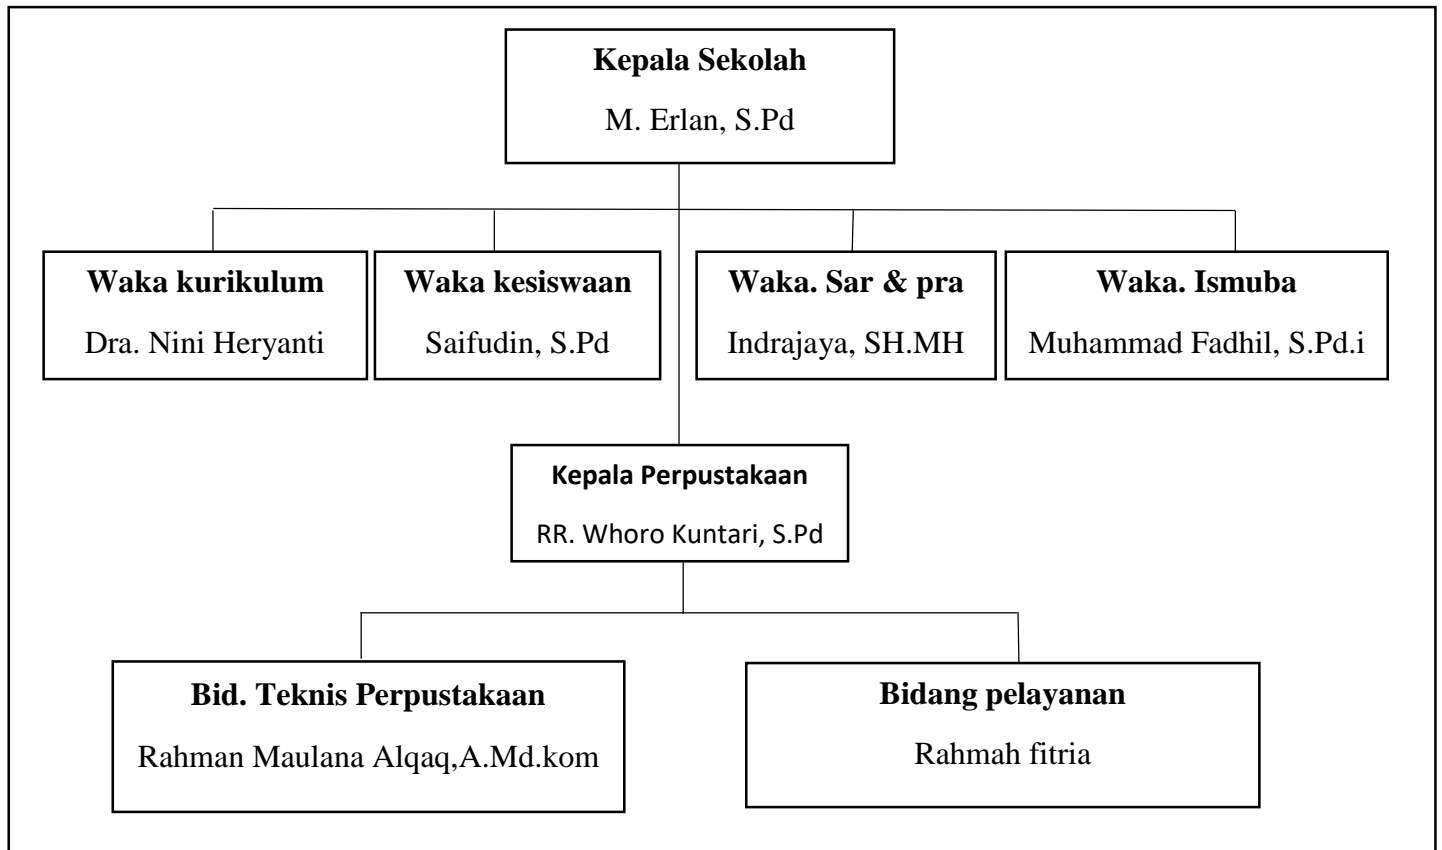 Kepala Sekolah
M. Erlan, S.Pd
Waka kurikulum
Dra. Nini Heryanti
Waka kesiswaan
Saifudin, S.Pd
Waka. Sar & pra
Indrajaya, SH.MH
Waka. Ismuba
Muhammad Fadhil, S.Pd.i
Kepala Perpustakaan
RR. Whoro Kuntari, S.Pd
Bid. Teknis Perpustakaan
Rahman Maulana Alqaq,A.Md.kom
Bidang pelayanan
Rahmah fitria